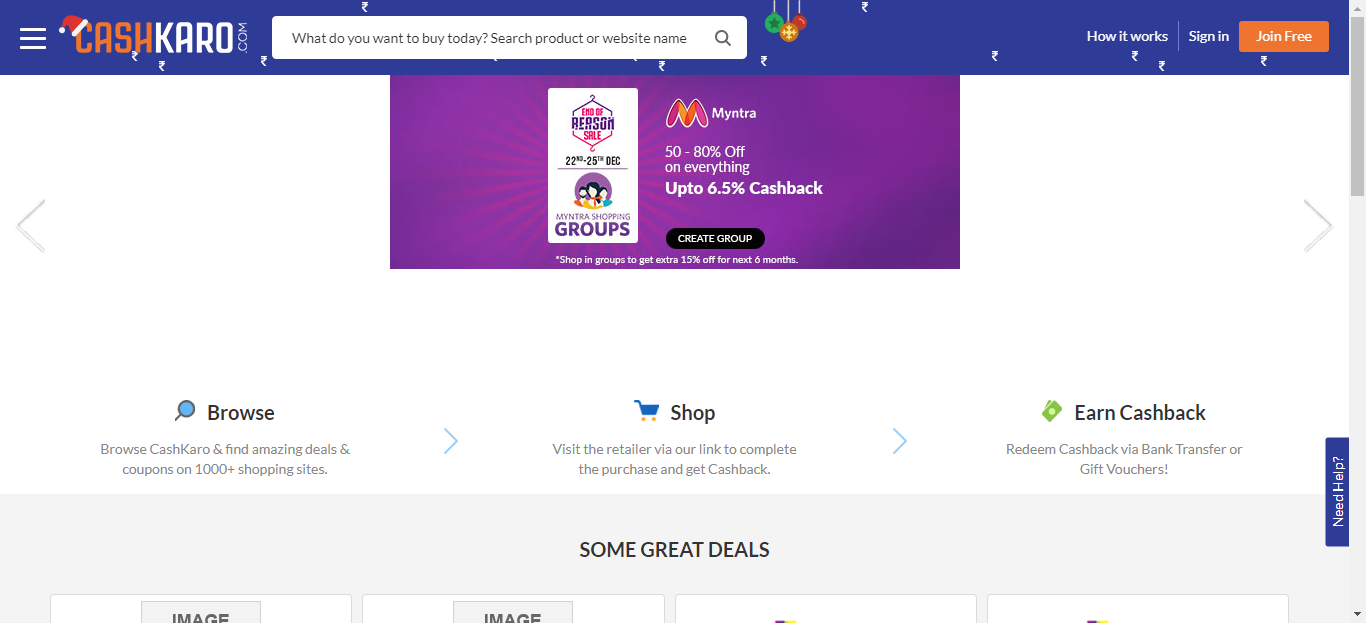 CASHKARO.COM
What do you want to buy today? Search product or website name
How it works
Sign in
Join Free
END OF
REASON
SALE
22ND-25TH DEC
MYNTRA SHOPPING
GROUPS
Myntra
50 - 80% Off
on everything
Upto 6.5% Cashback
CREATE GROUP
*Shop in groups to get extra 15% off for next 6 months.
Browse
Browse CashKaro & find amazing deals &
coupons on 1000+ shopping sites.
Shop
Visit the retailer via our link to complete
the purchase and get Cashback.
Earn Cashback
Redeem Cashback via Bank Transfer or
Gift Vouchers!
Need Help?
SOME GREAT DEALS
IMAGE
IMAGE